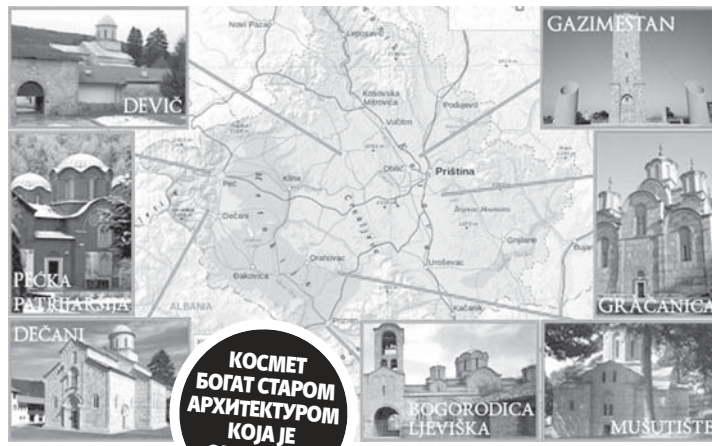 DEVIČ
GAZIMESTAN
PEĆKA
PATRIJARŠIJA
GRAČANICA
DEČANI
BOGORODICA
LJEVIŠKA
MUŠUTIŠTE
Novi Pazar
Leposavić
Kosovska
Mitrovica
Podujevo
Vučitrn
Obilić
Priština
Peć
Klina
Dečani
Orahovac
Gnjilane
Đakovica
Uroševac
Kačanik
ALBANIA
КОСМЕТ
БОГАТ СТАРОМ
АРХИТЕКТУРОМ
КОЈА ЈЕ